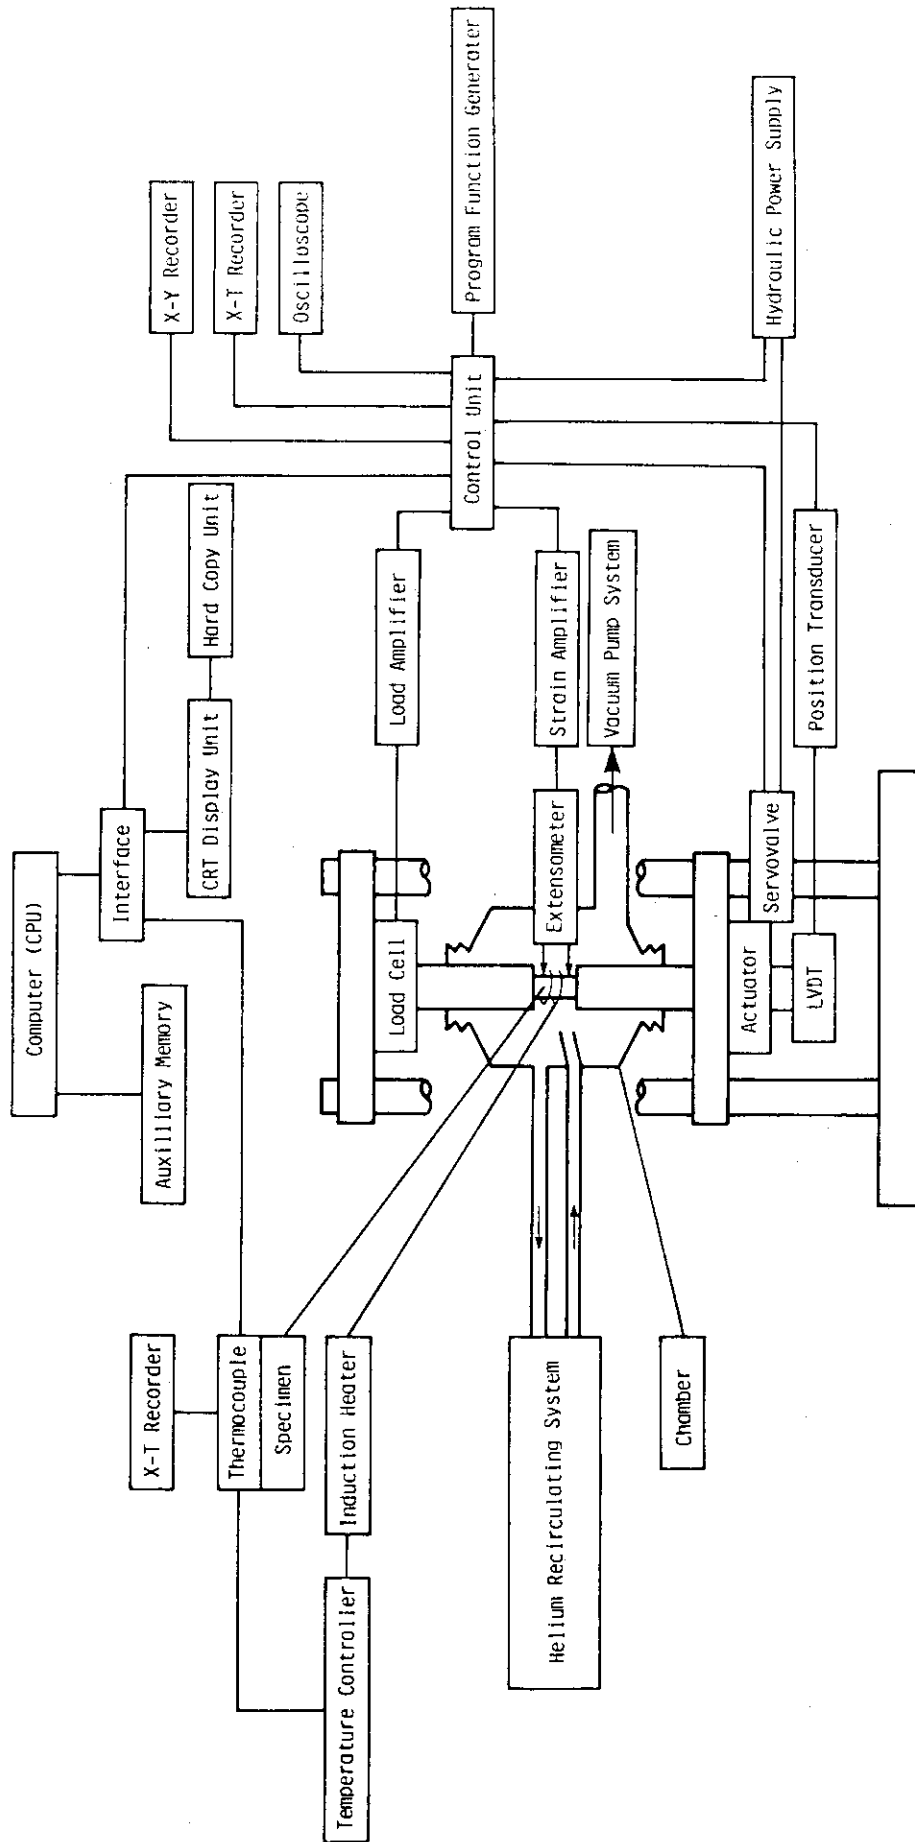 Computer (CPU)
Auxilliary Memory
Interface
CRT Display Unit
Hard Copy Unit
X-Y Recorder
X-T Recorder
Oscilloscope
X-T Recorder
Thermocouple
Specimen
Induction Heater
Temperature Controller
Load Cell
Load Amplifier
Control Unit
Program Function Generater
Extensometer
Strain Amplifier
Vacuum Pump System
Helium Recirculating System
Chamber
Actuator
Servovalve
Hydraulic Power Supply
LVDT
Position Transducer